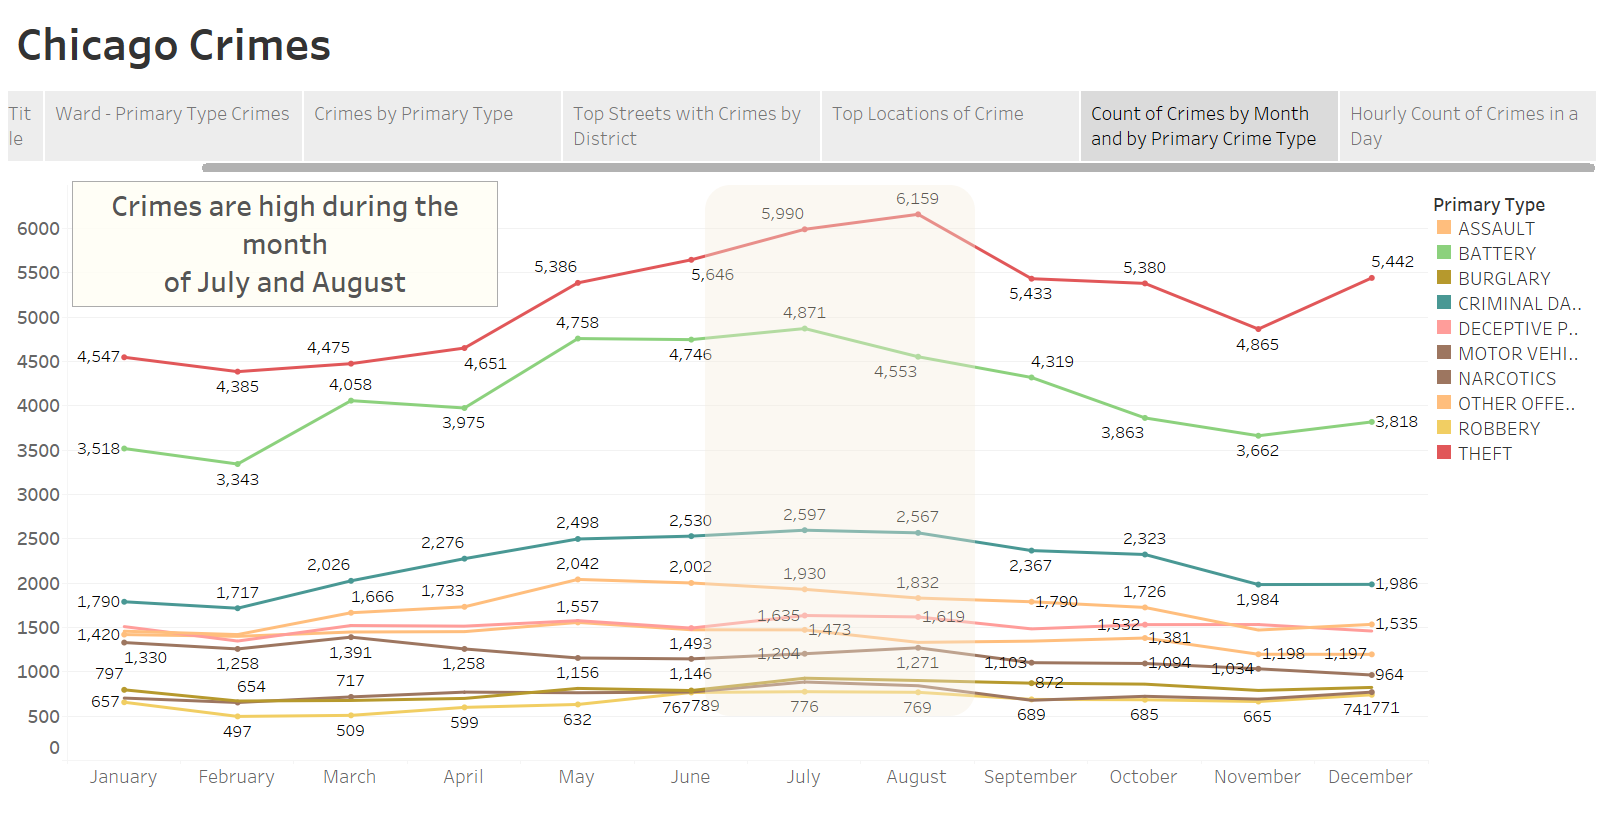 Chicago Crimes
Tit
le
Ward - Primary Type Crimes
Crimes by Primary Type
Top Streets with Crimes by
District
Top Locations of Crime
Count of Crimes by Month
and by Primary Crime Type
Hourly Count of Crimes in a
Day
Crimes are high during the
month
of July and August
6000
5500
5000
4500
4000
3500
3000
2500
2000
1500
1000
500
0
4,547
4,385
4,475
4,651
5,386
5,646
5,990
6,159
5,433
5,380
4,865
5,442
3,518
3,343
4,058
3,975
4,758
4,746
4,871
4,553
4,319
3,863
3,662
3,818
1,790
1,717
2,026
2,276
2,498
2,530
2,597
2,567
2,367
2,323
1,984
1,986
1,420
1,666
1,733
2,042
2,002
1,930
1,832
1,790
1,726
1,535
1,557
1,493
1,635
1,473
1,619
1,532
1,381
1,198
1,197
1,330
1,258
1,391
1,258
1,156
1,146
1,204
1,271
1,103
1,094
1,034
964
797
654
717
872
657
497
509
599
632
767
789
776
769
689
685
665
741
771
January
February
March
April
May
June
July
August
September
October
November
December
Primary Type
ASSAULT
BATTERY
BURGLARY
CRIMINAL DA..
DECEPTIVE P..
MOTOR VEHI..
NARCOTICS
OTHER OFFE..
ROBBERY
THEFT